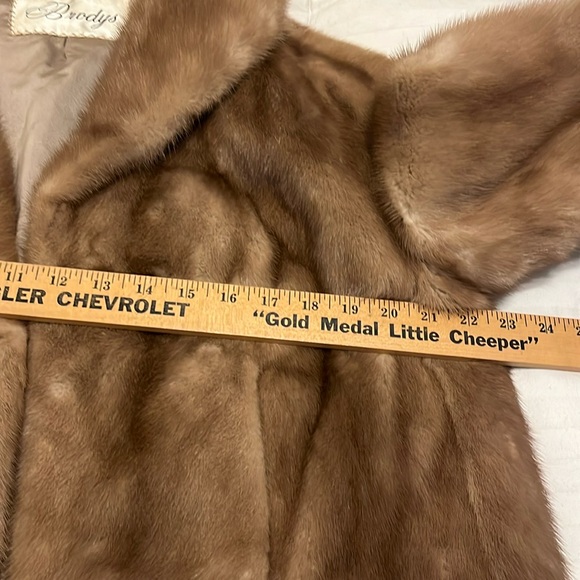 Brodys
11 12 13 14 15 16 17 18 19 20 21 22 23 24
GLER CHEVROLET "Gold Medal Little Cheeper"